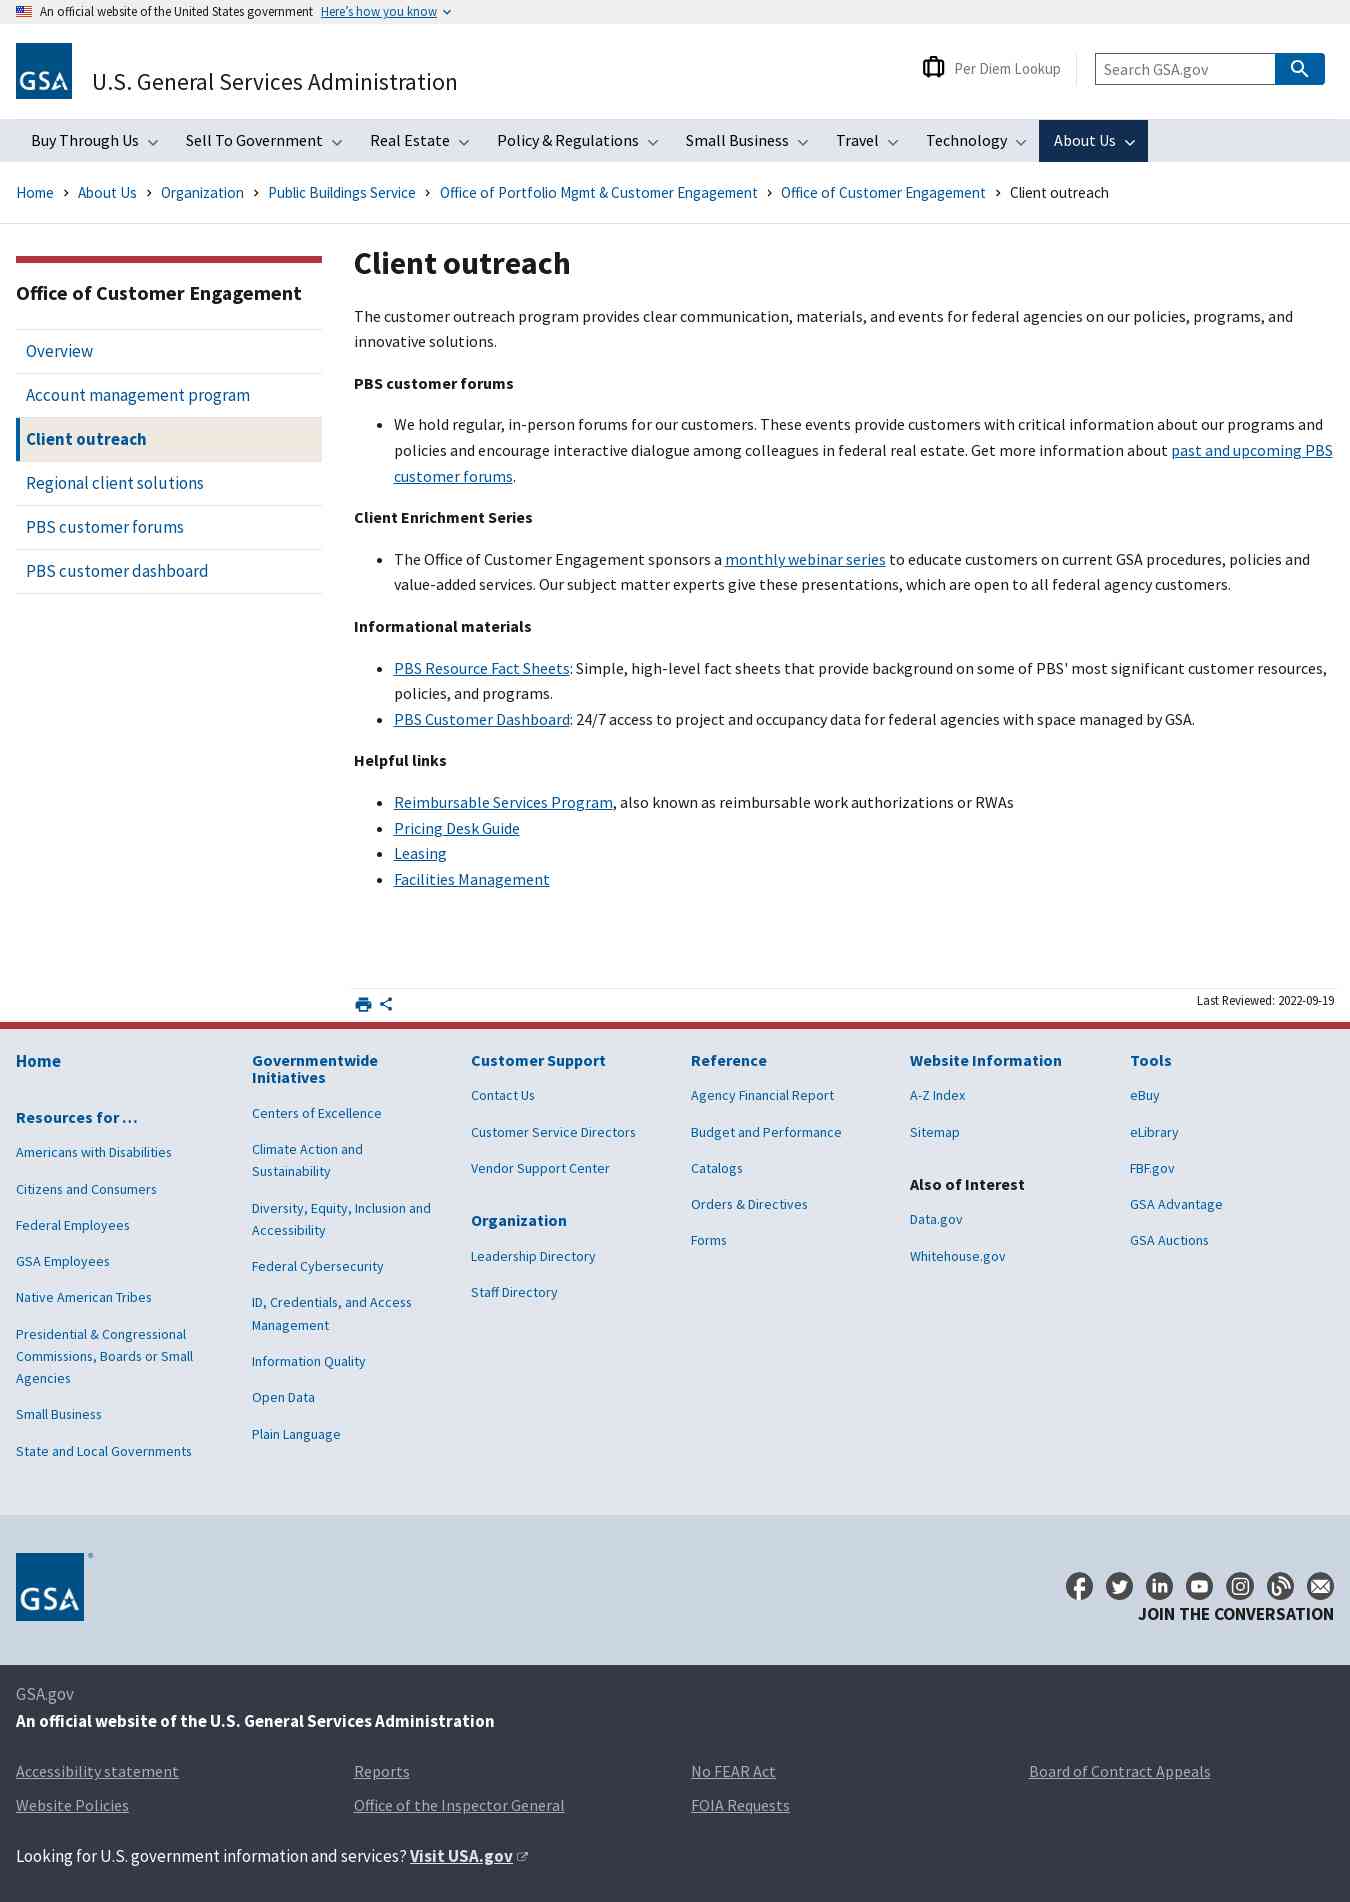 An official website of the United States government Here’s how you know
GSA
U.S. General Services Administration
Per Diem Lookup
Search GSA.gov
Buy Through Us Sell To Government Real Estate Policy & Regulations Small Business Travel Technology About Us
Home About Us Organization Public Buildings Service Office of Portfolio Mgmt & Customer Engagement Office of Customer Engagement Client outreach
Office of Customer Engagement
Overview
Account management program
Client outreach
Regional client solutions
PBS customer forums
PBS customer dashboard
Client outreach
The customer outreach program provides clear communication, materials, and events for federal agencies on our policies, programs, and
innovative solutions.
PBS customer forums
We hold regular, in-person forums for our customers. These events provide customers with critical information about our programs and
policies and encourage interactive dialogue among colleagues in federal real estate. Get more information about past and upcoming PBS
customer forums.
Client Enrichment Series
The Office of Customer Engagement sponsors a monthly webinar series to educate customers on current GSA procedures, policies and
value-added services. Our subject matter experts give these presentations, which are open to all federal agency customers.
Informational materials
PBS Resource Fact Sheets: Simple, high-level fact sheets that provide background on some of PBS' most significant customer resources,
policies, and programs.
PBS Customer Dashboard: 24/7 access to project and occupancy data for federal agencies with space managed by GSA.
Helpful links
Reimbursable Services Program, also known as reimbursable work authorizations or RWAs
Pricing Desk Guide
Leasing
Facilities Management
Last Reviewed: 2022-09-19
Home
Resources for …
Americans with Disabilities
Citizens and Consumers
Federal Employees
GSA Employees
Native American Tribes
Presidential & Congressional
Commissions, Boards or Small
Agencies
Small Business
State and Local Governments
Governmentwide
Initiatives
Centers of Excellence
Climate Action and
Sustainability
Diversity, Equity, Inclusion and
Accessibility
Federal Cybersecurity
ID, Credentials, and Access
Management
Information Quality
Open Data
Plain Language
Customer Support
Contact Us
Customer Service Directors
Vendor Support Center
Organization
Leadership Directory
Staff Directory
Reference
Agency Financial Report
Budget and Performance
Catalogs
Orders & Directives
Forms
Website Information
A-Z Index
Sitemap
Also of Interest
Data.gov
Whitehouse.gov
Tools
eBuy
eLibrary
FBF.gov
GSA Advantage
GSA Auctions
GSA
JOIN THE CONVERSATION
GSA.gov
An official website of the U.S. General Services Administration
Accessibility statement Reports No FEAR Act Board of Contract Appeals
Website Policies Office of the Inspector General FOIA Requests
Looking for U.S. government information and services? Visit USA.gov